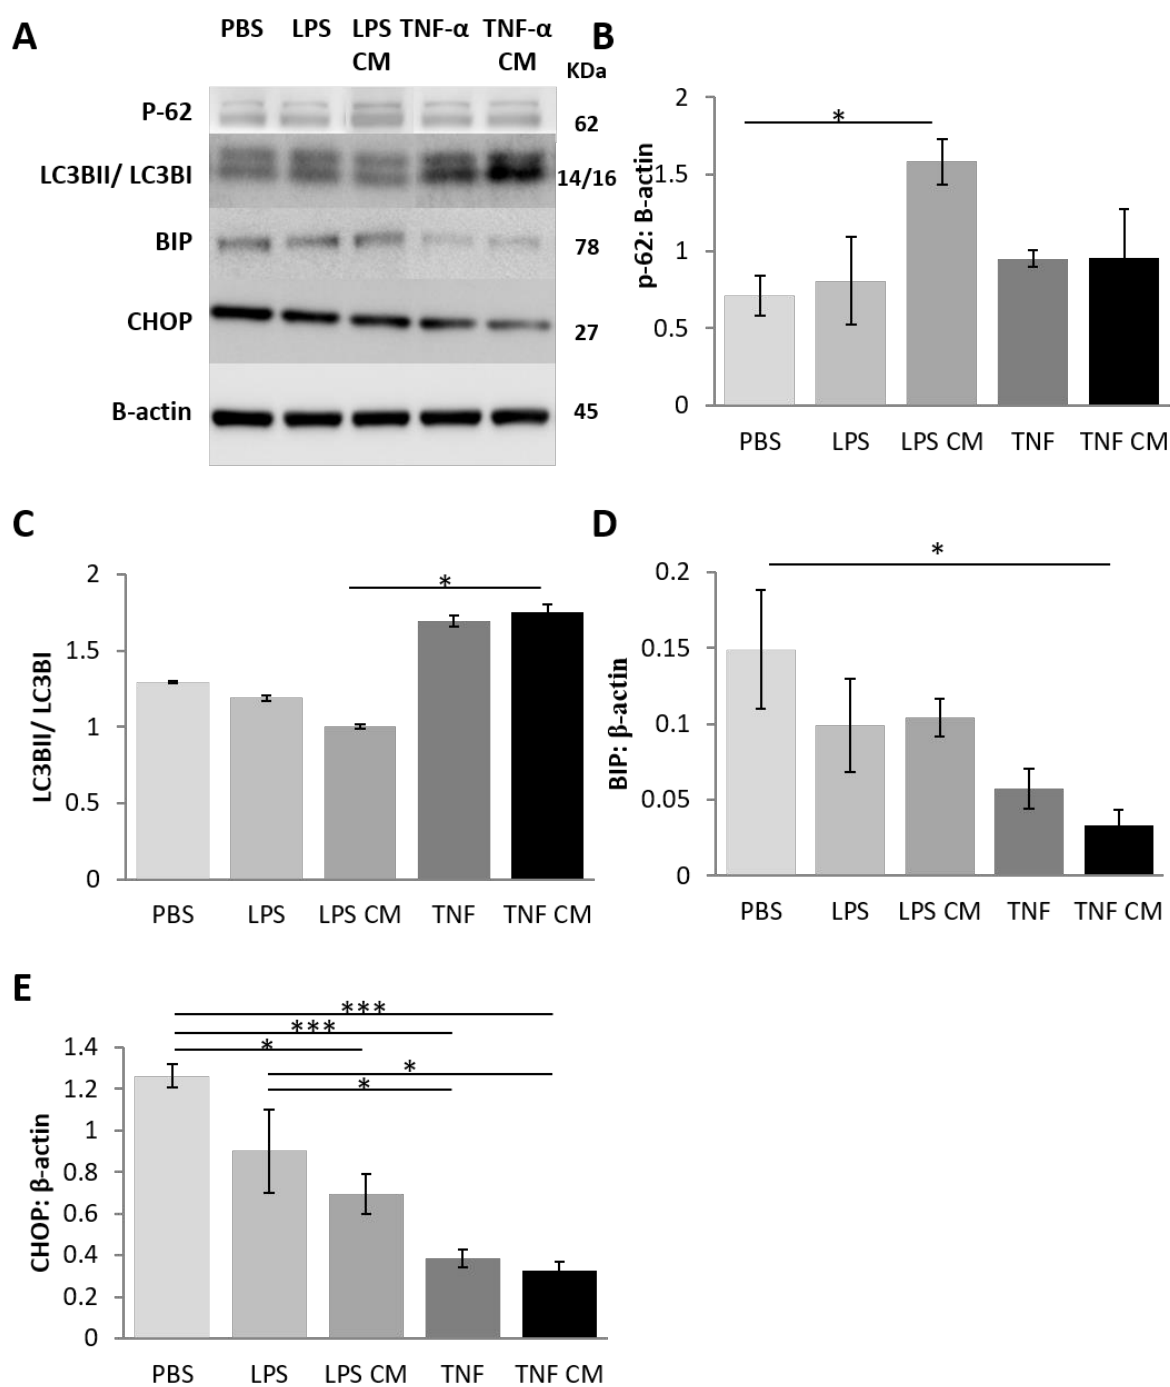 A
PBS LPS LPS TNF-α TNF-α
CM CM
KDa
P-62
62
LC3BII/ LC3BI
14/16
BIP
78
CHOP
27
B-actin
45
B
p-62: B-actin
2
1.5
1
0.5
0
*
PBS LPS LPS CM TNF TNF CM
C
LC3BII/ LC3BI
2
1.5
1
0.5
0
*
PBS LPS LPS CM TNF TNF CM
D
BIP: β-actin
0.2
0.15
0.1
0.05
0
*
PBS LPS LPS CM TNF TNF CM
E
CHOP: β-actin
***
***
*
*
*
1.4
1.2
1
0.8
0.6
0.4
0.2
0
PBS LPS LPS CM TNF TNF CM